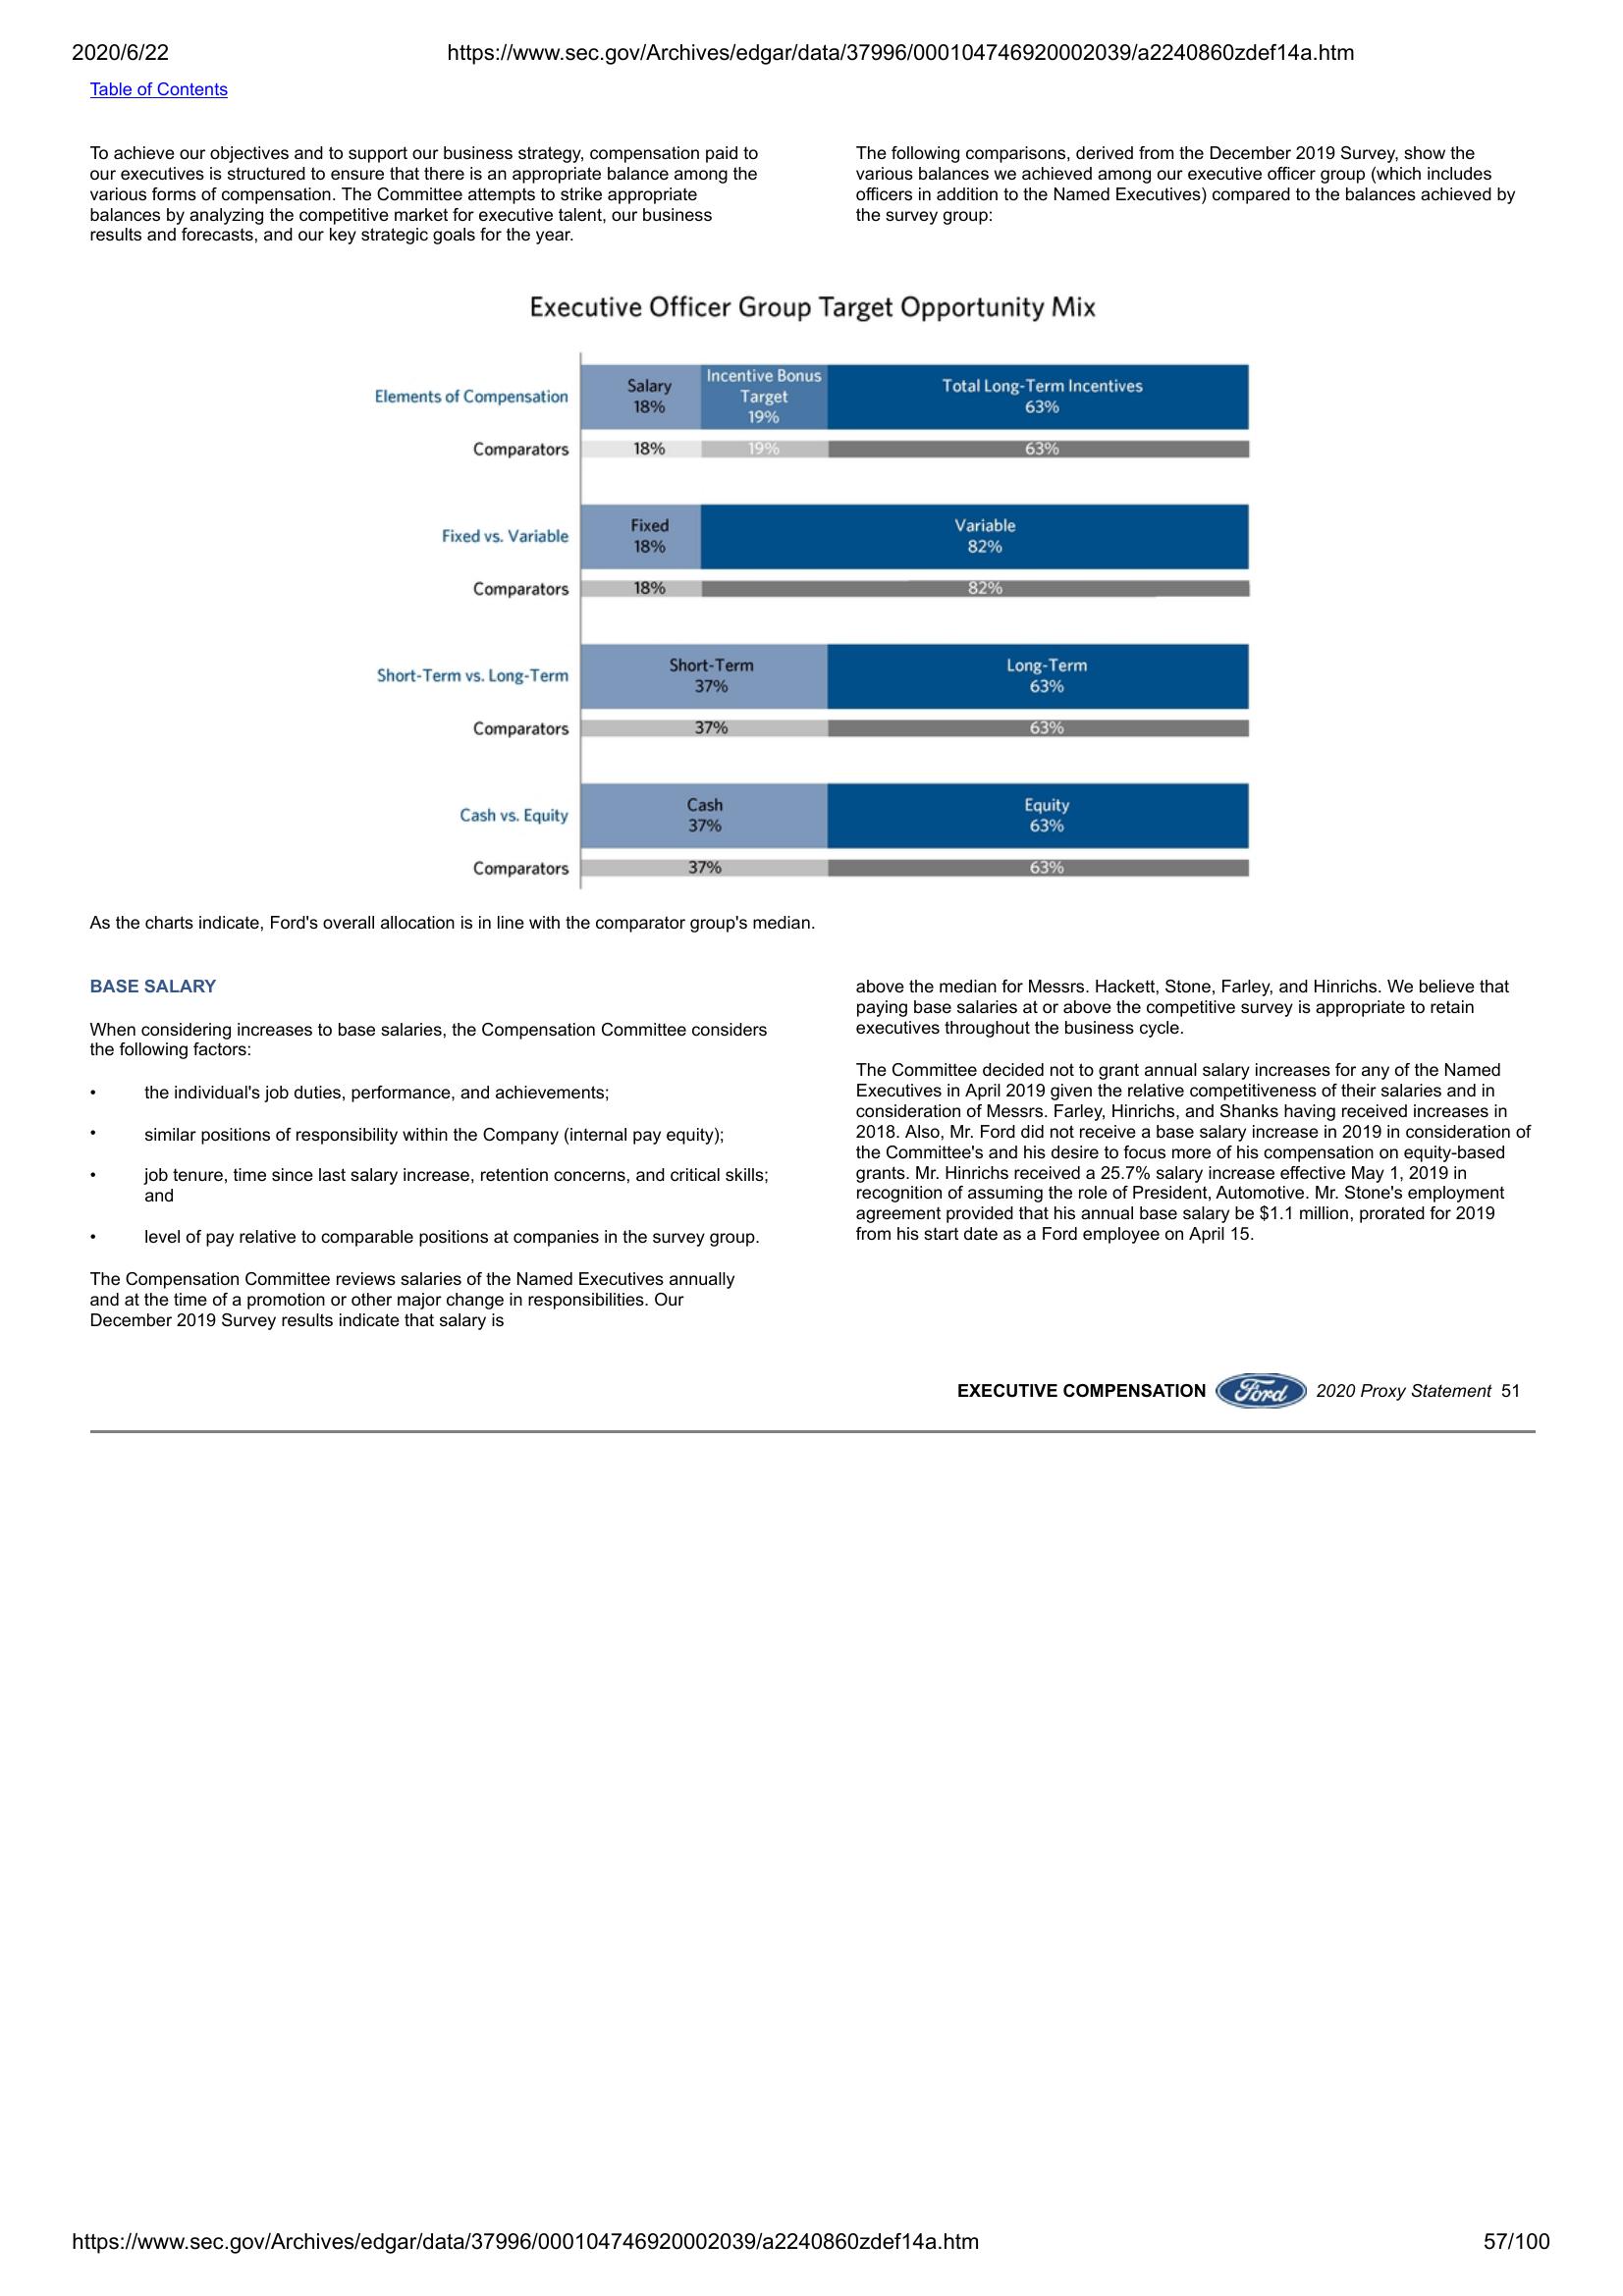 2020/6/22
https://www.sec.gov/Archives/edgar/data/37996/000104746920002039/a2240860zdef14a.htm
Table of Contents
To achieve our objectives and to support our business strategy, compensation paid to
our executives is structured to ensure that there is an appropriate balance among the
various forms of compensation. The Committee attempts to strike appropriate
balances by analyzing the competitive market for executive talent, our business
results and forecasts, and our key strategic goals for the year.
The following comparisons, derived from the December 2019 Survey, show the
various balances we achieved among our executive officer group (which includes
officers in addition to the Named Executives) compared to the balances achieved by
the survey group:
Executive Officer Group Target Opportunity Mix
Elements of Compensation
Salary
18%
Incentive Bonus
Target
19%
Total Long-Term Incentives
63%
Comparators
18%
19%
63%
Fixed vs. Variable
Fixed
18%
Variable
82%
Comparators
18%
82%
Short-Term vs. Long-Term
Short-Term
37%
Long-Term
63%
Comparators
37%
63%
Cash vs. Equity
Cash
37%
Equity
63%
Comparators
37%
63%
As the charts indicate, Ford's overall allocation is in line with the comparator group's median.
BASE SALARY
When considering increases to base salaries, the Compensation Committee considers
the following factors:
• the individual's job duties, performance, and achievements;
• similar positions of responsibility within the Company (internal pay equity);
• job tenure, time since last salary increase, retention concerns, and critical skills;
and
• level of pay relative to comparable positions at companies in the survey group.
The Compensation Committee reviews salaries of the Named Executives annually
and at the time of a promotion or other major change in responsibilities. Our
December 2019 Survey results indicate that salary is
above the median for Messrs. Hackett, Stone, Farley, and Hinrichs. We believe that
paying base salaries at or above the competitive survey is appropriate to retain
executives throughout the business cycle.
The Committee decided not to grant annual salary increases for any of the Named
Executives in April 2019 given the relative competitiveness of their salaries and in
consideration of Messrs. Farley, Hinrichs, and Shanks having received increases in
2018. Also, Mr. Ford did not receive a base salary increase in 2019 in consideration of
the Committee's and his desire to focus more of his compensation on equity-based
grants. Mr. Hinrichs received a 25.7% salary increase effective May 1, 2019 in
recognition of assuming the role of President, Automotive. Mr. Stone's employment
agreement provided that his annual base salary be $1.1 million, prorated for 2019
from his start date as a Ford employee on April 15.
EXECUTIVE COMPENSATION Ford 2020 Proxy Statement 51
https://www.sec.gov/Archives/edgar/data/37996/000104746920002039/a2240860zdef14a.htm
57/100